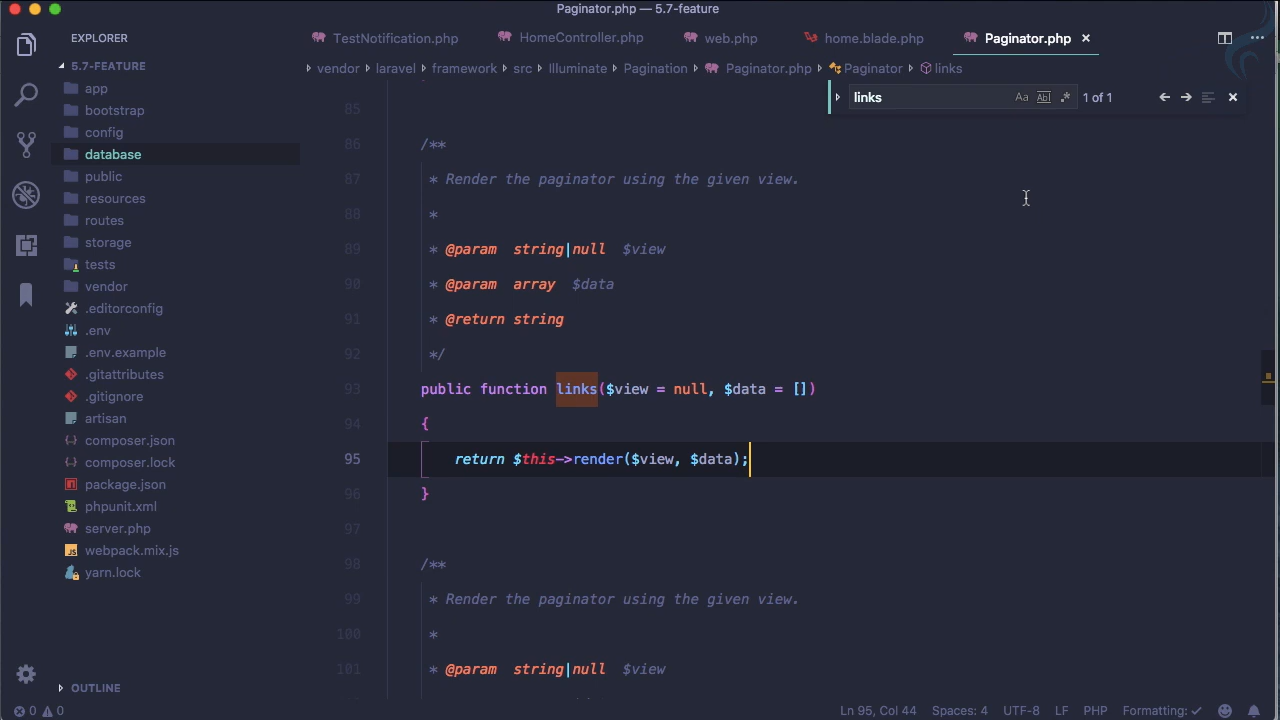 Paginator.php — 5.7-feature
EXPLORER
TestNotification.php
HomeController.php
web.php
home.blade.php
Paginator.php
vendor
laravel
framework
src
Illuminate
Pagination
Paginator.php
Paginator
links
links
Aa
Abl
.*
1 of 1
5.7-FEATURE
app
bootstrap
config
database
public
resources
routes
storage
tests
vendor
.editorconfig
.env
.env.example
.gitattributes
.gitignore
artisan
composer.json
composer.lock
package.json
phpunit.xml
server.php
webpack.mix.js
yarn.lock
OUTLINE
85
86 /**
87 * Render the paginator using the given view.
88 *
89 * @param string|null $view
90 * @param array $data
91 * @return string
92 */
93 public function links($view = null, $data = [])
94 {
95 return $this->render($view, $data);
96 }
97
98 /**
99 * Render the paginator using the given view.
100 *
101 * @param string|null $view
0 0
Ln 95, Col 44
Spaces: 4
UTF-8
LF
PHP
Formatting: ✓